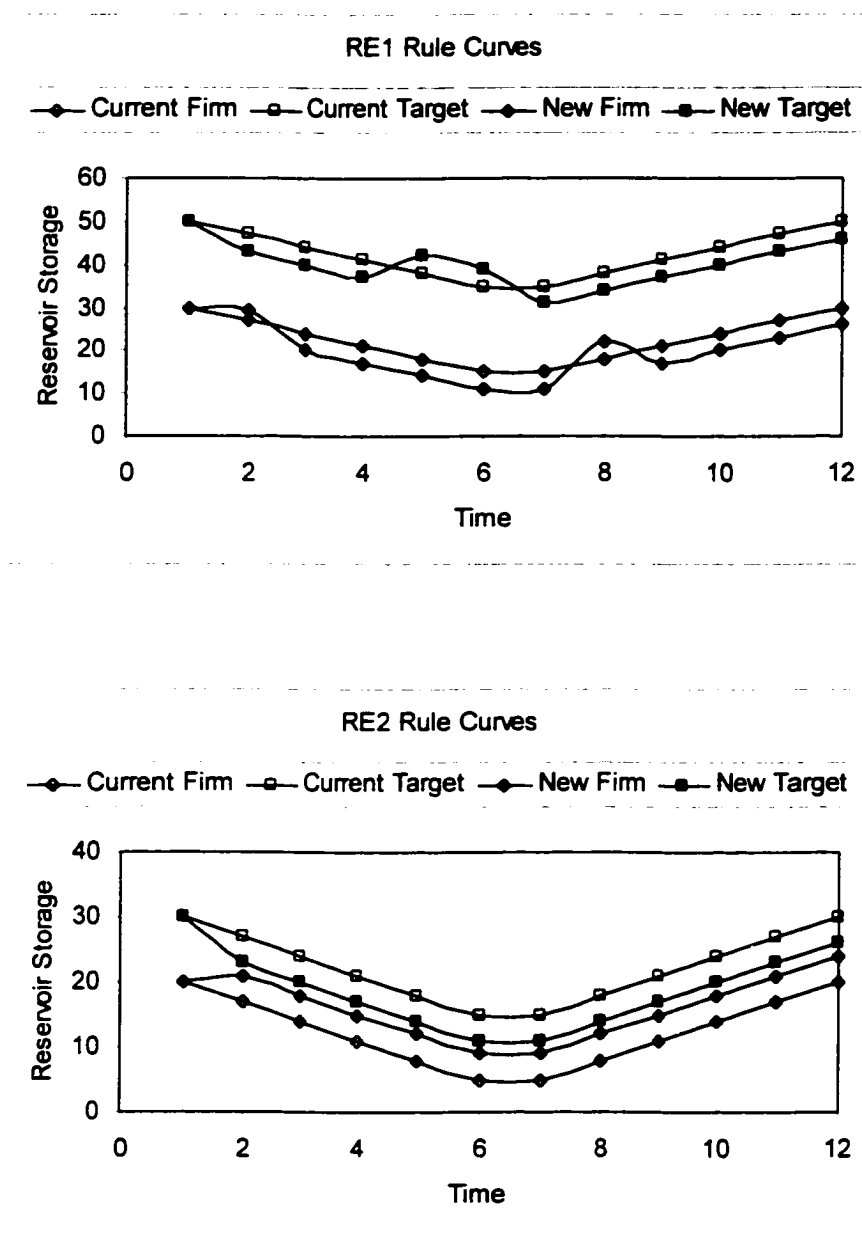 RE1 Rule Curves
Current Firm Current Target New Firm New Target
60
50
40
30
20
10
0
Reservoir Storage
0 2 4 6 8 10 12
Time
RE2 Rule Curves
Current Firm Current Target New Firm New Target
40
30
20
10
0
Reservoir Storage
0 2 4 6 8 10 12
Time